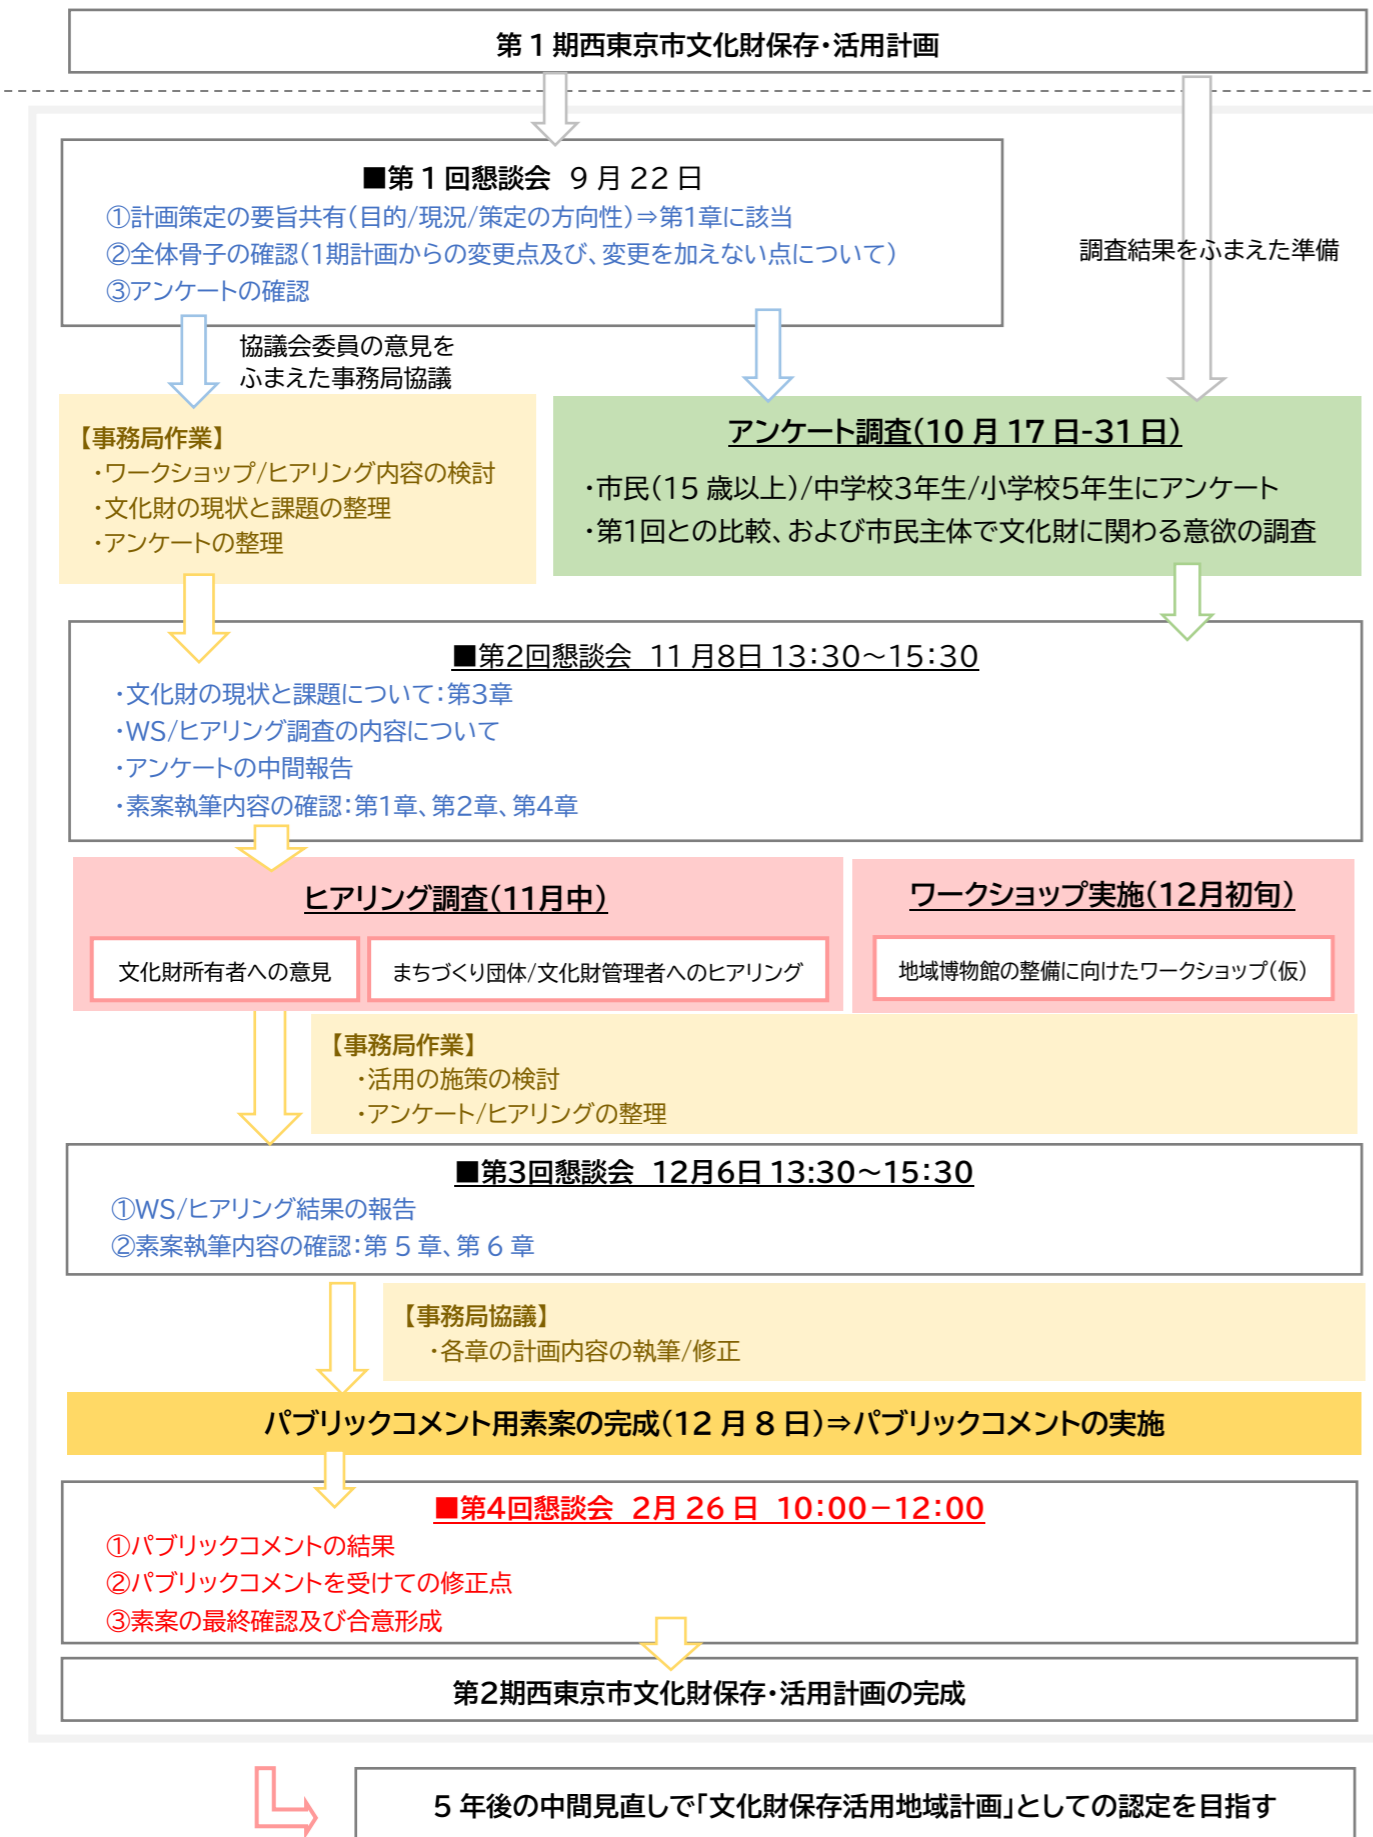 第1期西東京市文化財保存・活用計画
■第1回懇談会 9月22日
①計画策定の要旨共有(目的/現況/策定の方向性)⇒第1章に該当
②全体骨子の確認(1期計画からの変更点及び、変更を加えない点について)
③アンケートの確認
調査結果をふまえた準備
協議会委員の意見を
ふまえた事務局協議
【事務局作業】
・ワークショップ/ヒアリング内容の検討
・文化財の現状と課題の整理
・アンケートの整理
アンケート調査(10月17日-31日)
・市民(15歳以上)/中学校3年生/小学校5年生にアンケート
・第1回との比較、および市民主体で文化財に関わる意欲の調査
■第2回懇談会 11月8日13:30～15:30
・文化財の現状と課題について:第3章
・WS/ヒアリング調査の内容について
・アンケートの中間報告
・素案執筆内容の確認:第1章、第2章、第4章
ヒアリング調査(11月中)
文化財所有者への意見
まちづくり団体/文化財管理者へのヒアリング
ワークショップ実施(12月初旬)
地域博物館の整備に向けたワークショップ(仮)
【事務局作業】
・活用の施策の検討
・アンケート/ヒアリングの整理
■第3回懇談会 12月6日13:30～15:30
①WS/ヒアリング結果の報告
②素案執筆内容の確認:第5章、第6章
【事務局協議】
・各章の計画内容の執筆/修正
パブリックコメント用素案の完成(12月8日)⇒パブリックコメントの実施
■第4回懇談会 2月26日 10:00－12:00
①パブリックコメントの結果
②パブリックコメントを受けての修正点
③素案の最終確認及び合意形成
第2期西東京市文化財保存・活用計画の完成
5年後の中間見直しで「文化財保存活用地域計画」としての認定を目指す